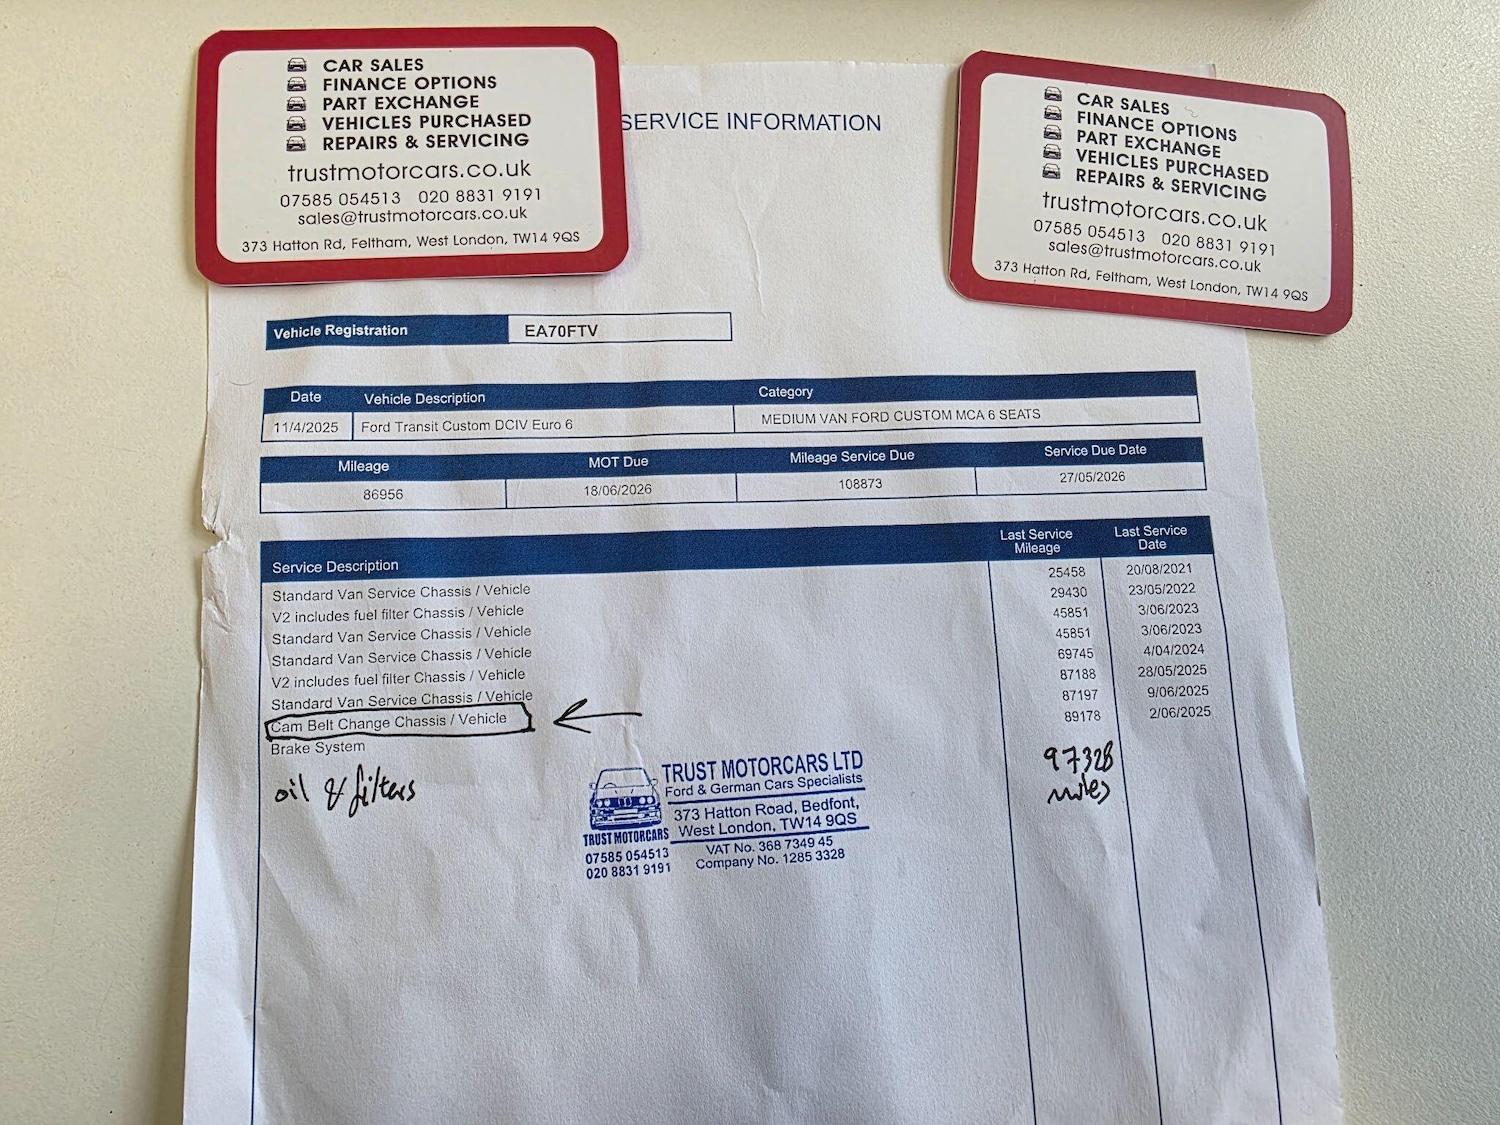 CAR SALES
FINANCE OPTIONS
PART EXCHANGE
VEHICLES PURCHASED
REPAIRS & SERVICING
trustmotorcars.co.uk
07585 054513 020 8831 9191
sales@trustmotorcars.co.uk
373 Hatton Rd, Feltham, West London, TW14 9QS
CAR SALES
FINANCE OPTIONS
PART EXCHANGE
VEHICLES PURCHASED
REPAIRS & SERVICING
trustmotorcars.co.uk
07585 054513 020 8831 9191
sales@trustmotorcars.co.uk
373 Hatton Rd, Feltham, West London, TW14 9QS
SERVICE INFORMATION
Vehicle Registration EA70FTV
Date Vehicle Description Category
11/4/2025 Ford Transit Custom DCIV Euro 6 MEDIUM VAN FORD CUSTOM MCA 6 SEATS
Mileage MOT Due Mileage Service Due Service Due Date
86956 18/06/2026 108873 27/05/2026
Service Description Last Service Mileage Last Service Date
Standard Van Service Chassis / Vehicle 25458 20/08/2021
V2 includes fuel filter Chassis / Vehicle 29430 23/05/2022
Standard Van Service Chassis / Vehicle 45851 3/06/2023
Standard Van Service Chassis / Vehicle 45851 3/06/2023
V2 includes fuel filter Chassis / Vehicle 69745 4/04/2024
Standard Van Service Chassis / Vehicle 87188 28/05/2025
Cam Belt Change Chassis / Vehicle 87197 9/06/2025
Brake System 89178 2/06/2025
oil & filters 97328 miles
TRUST MOTORCARS LTD
Ford & German Cars Specialists
373 Hatton Road, Bedfont,
West London, TW14 9QS
VAT No. 368 7349 45
Company No. 1285 3328
TRUST MOTORCARS
07585 054513
020 8831 9191